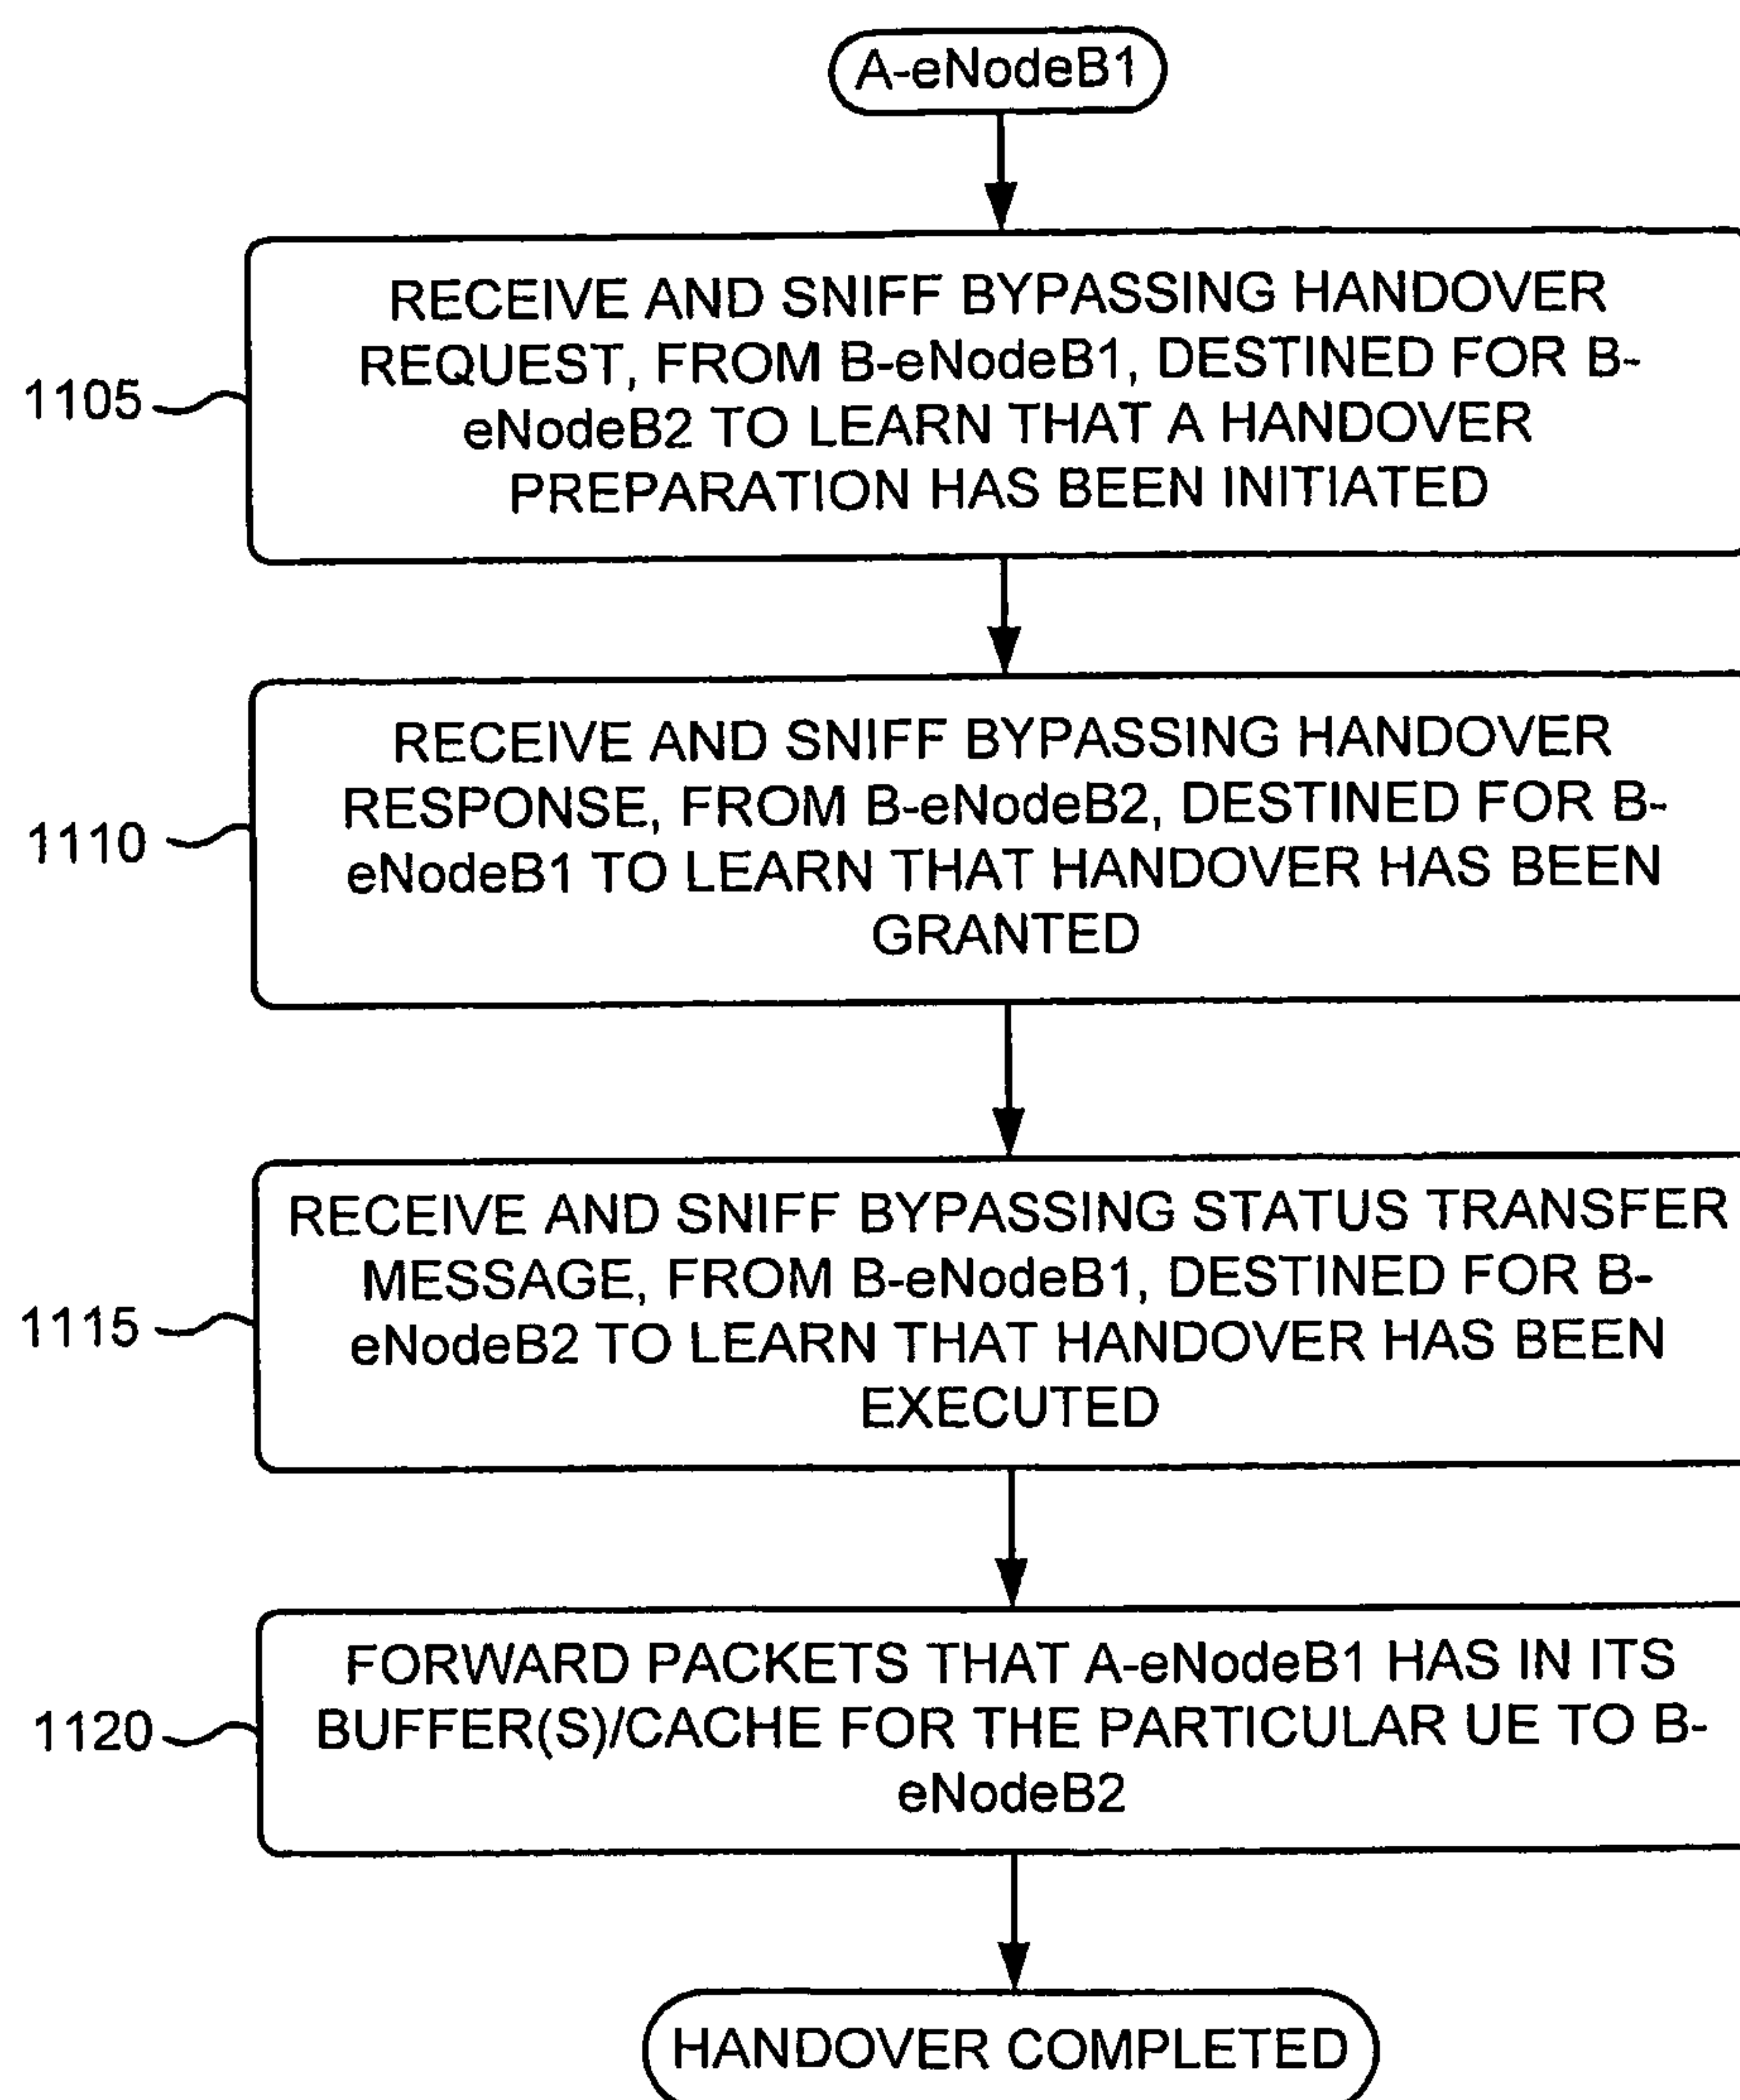 A-eNodeB1
RECEIVE AND SNIFF BYPASSING HANDOVER
REQUEST, FROM B-eNodeB1, DESTINED FOR B-
eNodeB2 TO LEARN THAT A HANDOVER
PREPARATION HAS BEEN INITIATED
1105
RECEIVE AND SNIFF BYPASSING HANDOVER
RESPONSE, FROM B-eNodeB2, DESTINED FOR B-
eNodeB1 TO LEARN THAT HANDOVER HAS BEEN
GRANTED
1110
RECEIVE AND SNIFF BYPASSING STATUS TRANSFER
MESSAGE, FROM B-eNodeB1, DESTINED FOR B-
eNodeB2 TO LEARN THAT HANDOVER HAS BEEN
EXECUTED
1115
FORWARD PACKETS THAT A-eNodeB1 HAS IN ITS
BUFFER(S)/CACHE FOR THE PARTICULAR UE TO B-
eNodeB2
1120
HANDOVER COMPLETED